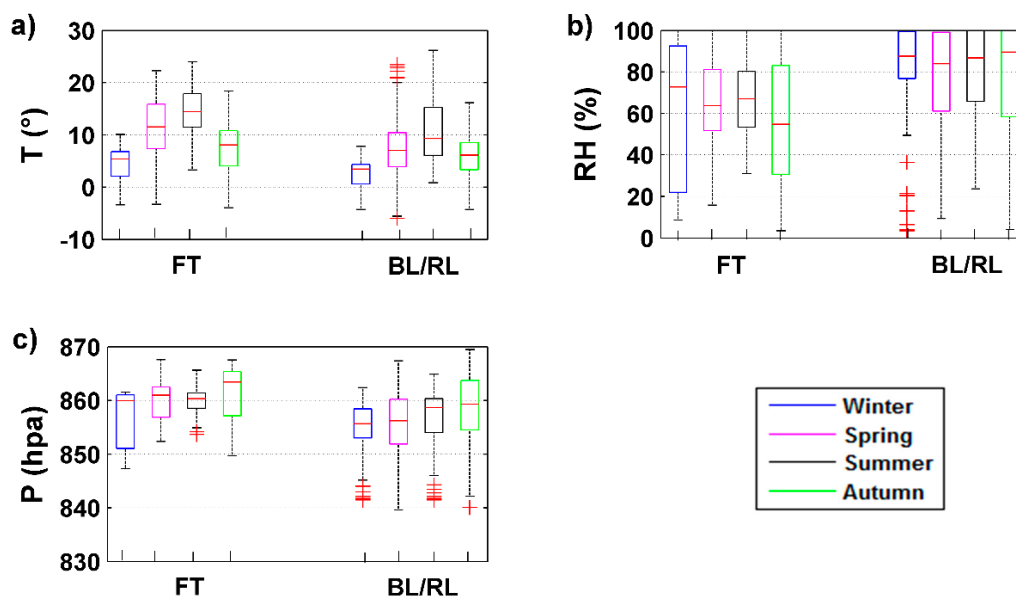 a)
T (°)
30
20
10
0
-10
FT
BL/RL
b)
RH (%)
100
80
60
40
20
0
FT
BL/RL
c)
P (hpa)
870
860
850
840
830
FT
BL/RL
Winter
Spring
Summer
Autumn